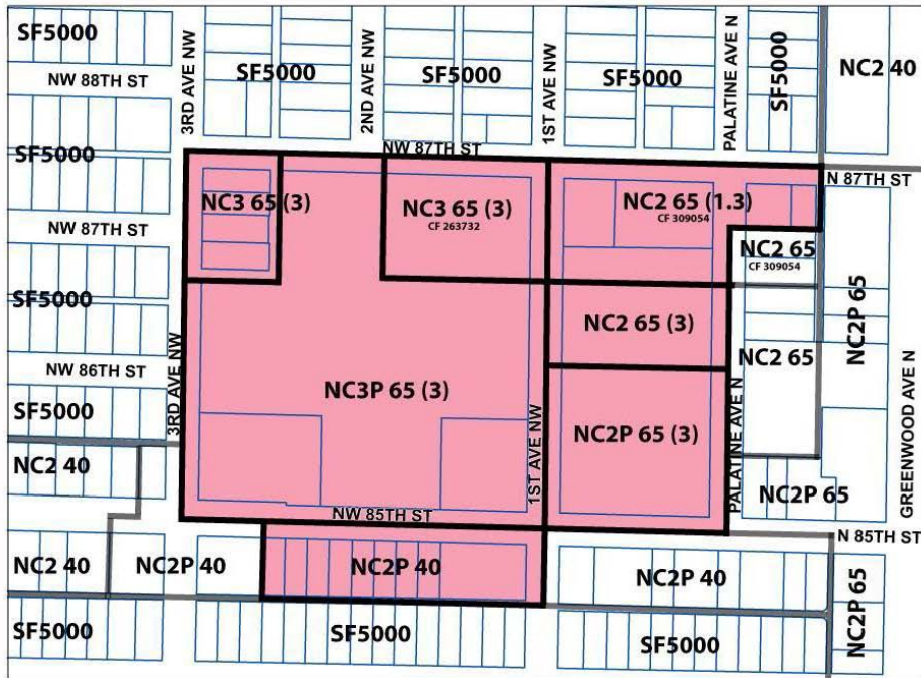 SF5000
NW 88TH ST
3RD AVE NW
SF5000
2ND AVE NW
SF5000
1ST AVE NW
SF5000
PALATINE AVE N
SF5000
NC2 40
SF5000
NW 87TH ST
N 87TH ST
NC3 65 (3)
NC3 65 (3)
CF 263732
NC2 65 (1.3)
CF 309054
NW 87TH ST
NC2 65
CF 309054
SF5000
NC2 65 (3)
NC2P 65
NC2 65
NW 86TH ST
3RD AVE NW
NC3P 65 (3)
SF5000
1ST AVE NW
NC2P 65 (3)
PALATINE AVE N
GREENWOOD AVE N
NC2 40
NC2P 65
NW 85TH ST
N 85TH ST
NC2 40
NC2P 40
NC2P 40
NC2P 40
NC2P 65
SF5000
SF5000
SF5000